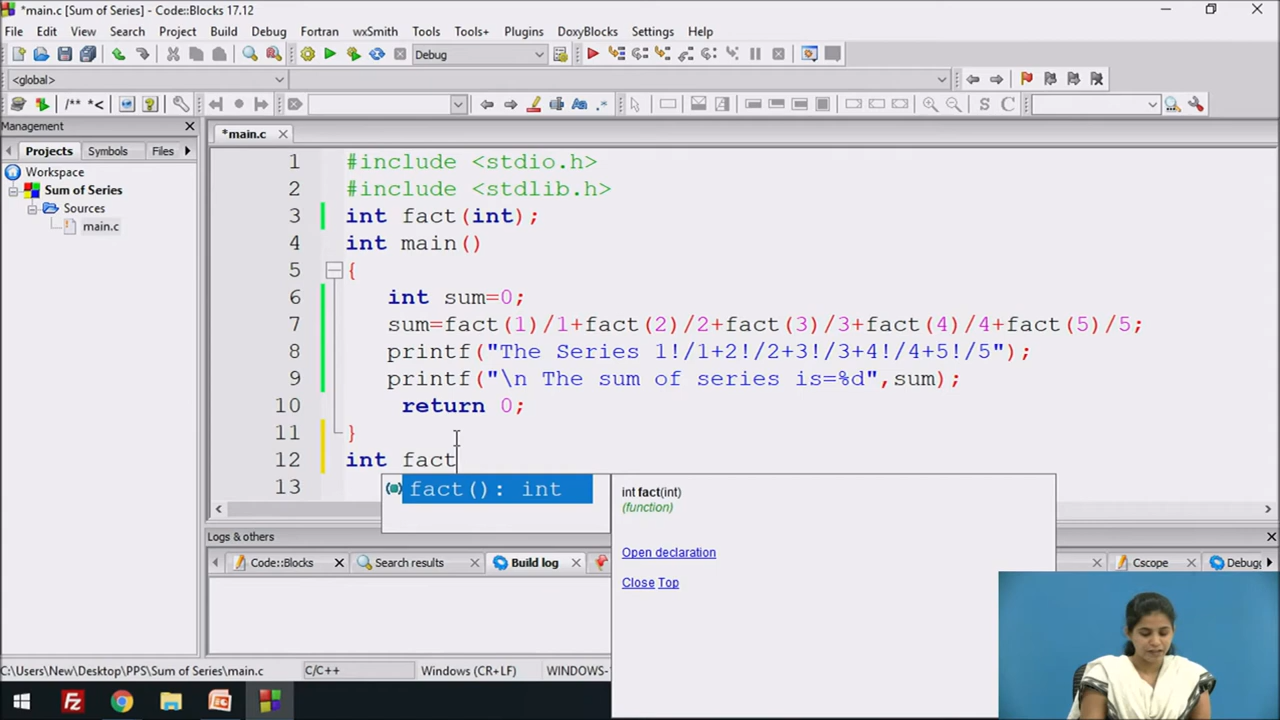 *main.c [Sum of Series] - Code::Blocks 17.12
File Edit View Search Project Build Debug Fortran wxSmith Tools Tools+ Plugins DoxyBlocks Settings Help
Debug
<global>
/** *<
S C
Management
*main.c
Projects Symbols Files
Workspace
Sum of Series
Sources
main.c
1 #include <stdio.h>
2 #include <stdlib.h>
3 int fact(int);
4 int main()
5 {
6 int sum=0;
7 sum=fact(1)/1+fact(2)/2+fact(3)/3+fact(4)/4+fact(5)/5;
8 printf("The Series 1!/1+2!/2+3!/3+4!/4+5!/5");
9 printf("\n The sum of series is=%d",sum);
10 return 0;
11 }
12 int fact
13
fact(): int
int fact(int)
(function)
Open declaration
Close Top
Logs & others
Code::Blocks Search results Build log Cscope Debugg
C:\Users\New\Desktop\PPS\Sum of Series\main.c C/C++ Windows (CR+LF) WINDOWS-